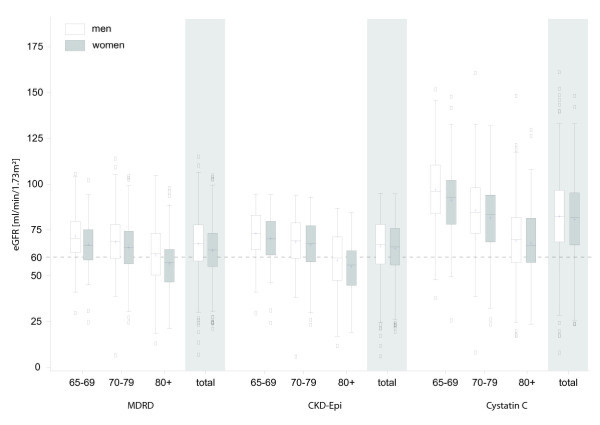 men
women
175
150
125
100
75
60
50
25
0
eGFR [ml/min/1.73m²]
65-69 70-79 80+ total 65-69 70-79 80+ total 65-69 70-79 80+ total
MDRD CKD-Epi Cystatin C